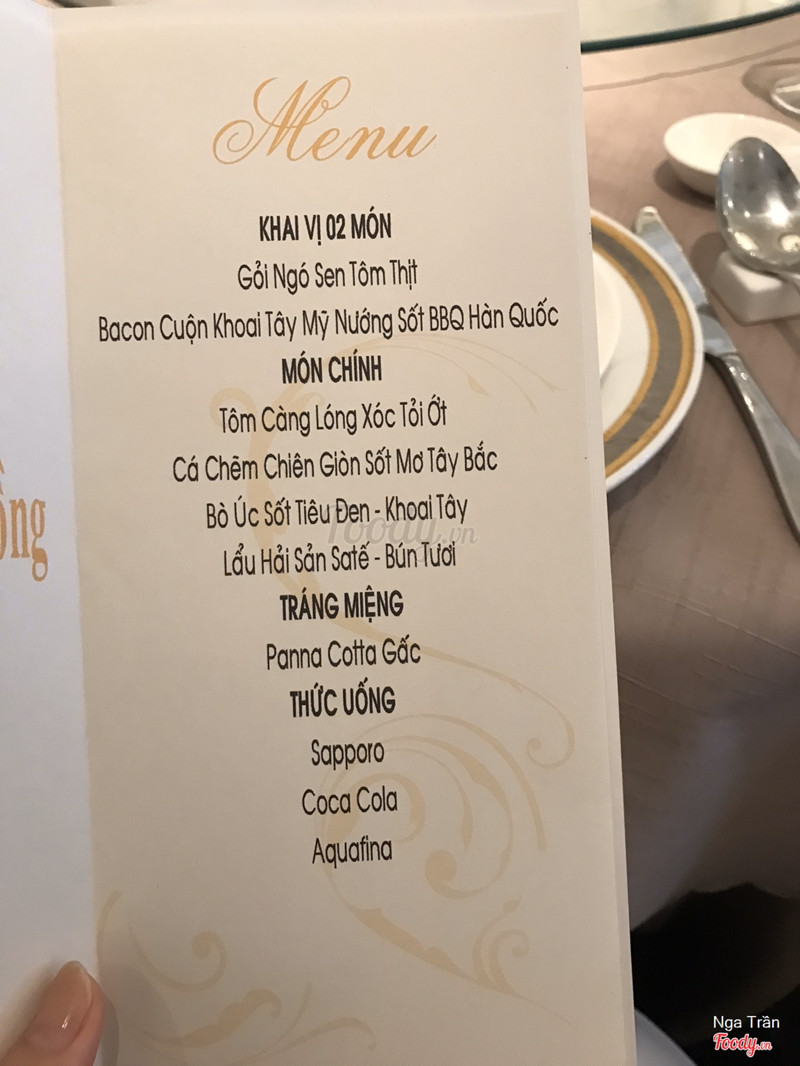 Menu
KHAI VỊ 02 MÓN
Gỏi Ngó Sen Tôm Thịt
Bacon Cuộn Khoai Tây Mỹ Nướng Sốt BBQ Hàn Quốc
MÓN CHÍNH
Tôm Càng Lóng Xóc Tỏi Ớt
Cá Chẽm Chiên Giòn Sốt Mơ Tây Bắc
Bò Úc Sốt Tiêu Đen - Khoai Tây
Foody.vn
Lẩu Hải Sản Satế - Bún Tươi
TRÁNG MIỆNG
Panna Cotta Gấc
THỨC UỐNG
Sapporo
Coca Cola
Aquafina
Nga Trần
Foody.vn